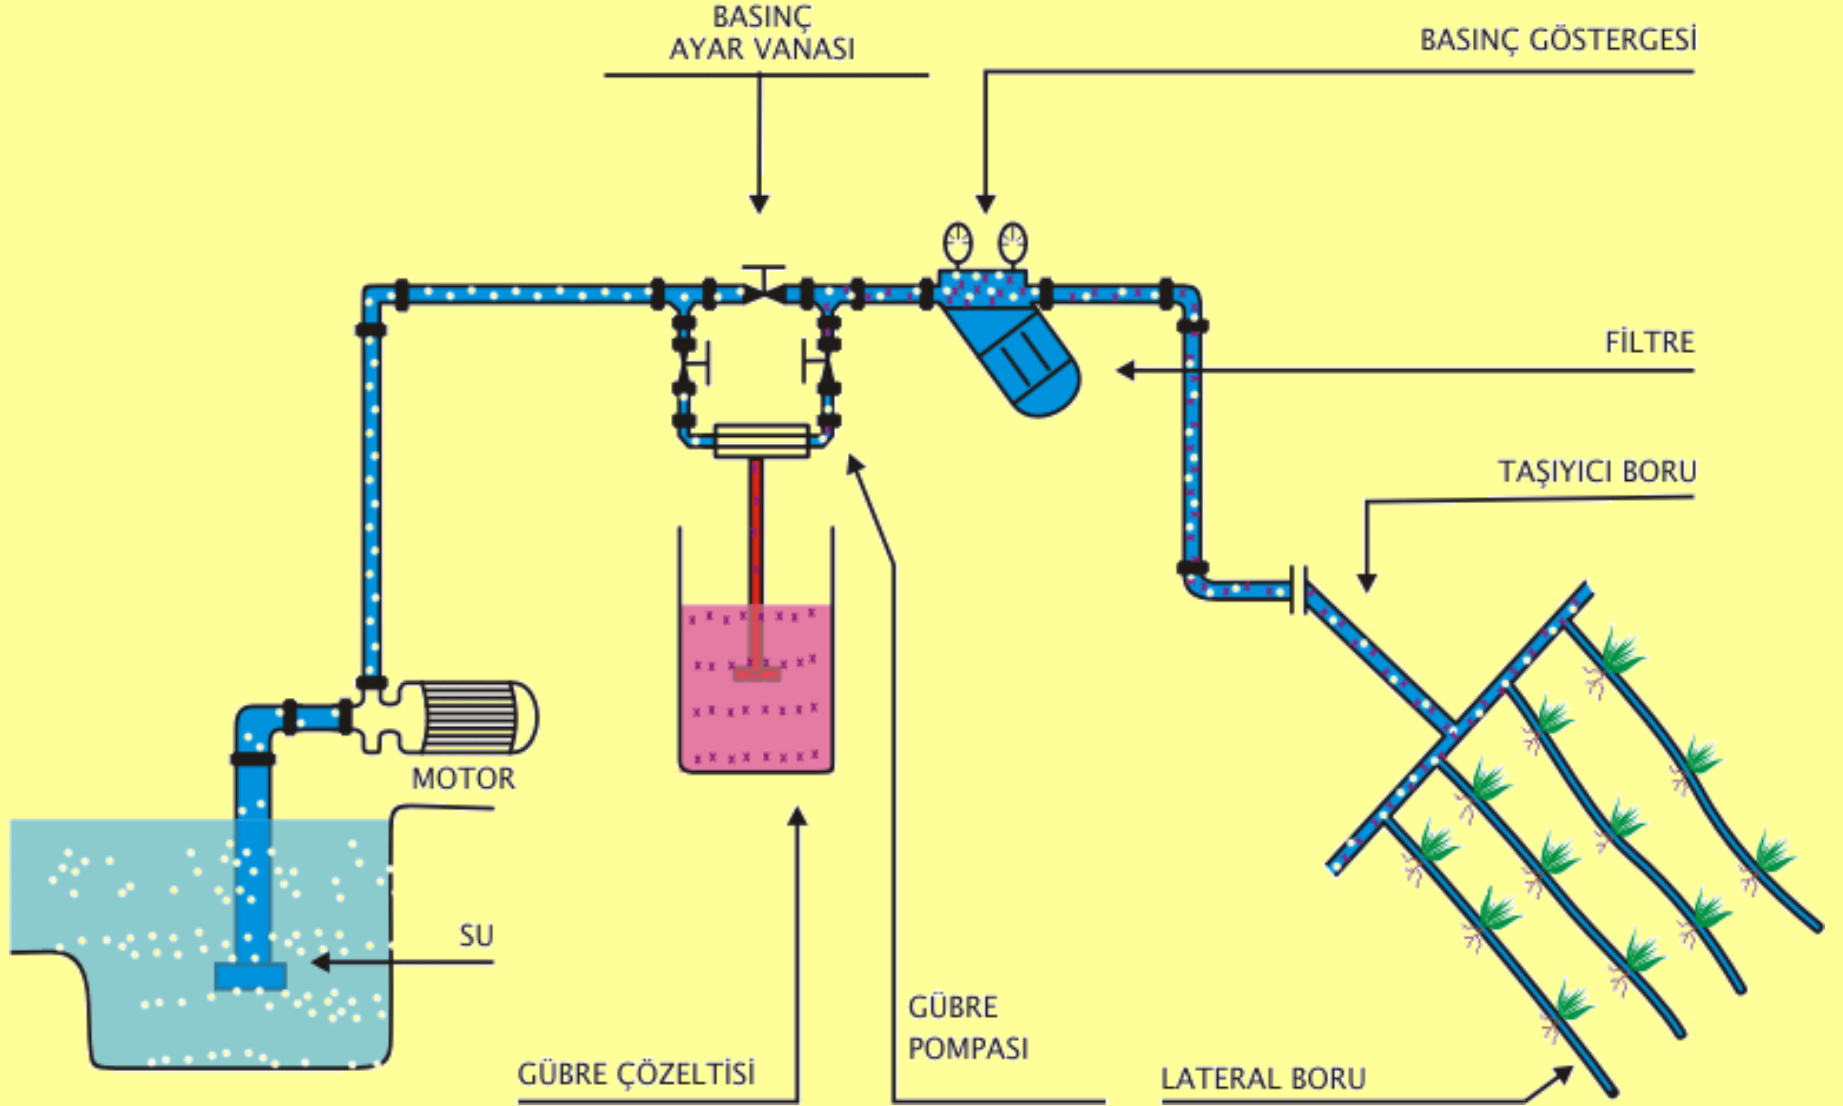 BASINÇ
AYAR VANASI
BASINÇ GÖSTERGESİ
FİLTRE
TAŞIYICI BORU
MOTOR
SU
GÜBRE
POMPASI
GÜBRE ÇÖZELTİSİ
LATERAL BORU